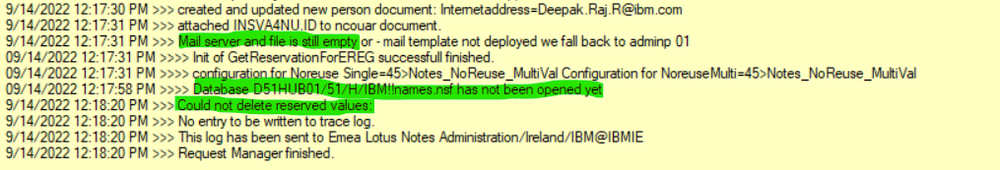 9/14/2022 12:17:30 PM >>> created and updated new person document: Internetaddress=Deepak.Raj.R@ibm.com
9/14/2022 12:17:31 PM >>> attached INSVA4NU.ID to ncouar document.
9/14/2022 12:17:31 PM >>> Mail server and file is still empty or - mail template not deployed we fall back to adminp 01
09/14/2022 12:17:31 PM >>>> Init of GetReservationForEREG successfull finished.
09/14/2022 12:17:31 PM >>>> configuration for Noreuse Single=45>Notes_NoReuse_MultiVal Configuration for NoreuseMulti=45>Notes_NoReuse_MultiVal
09/14/2022 12:17:58 PM >>>> Database D51HUB01/51/H/IBM!!names.nsf has not been opened yet
9/14/2022 12:18:20 PM >>> Could not delete reserved values:
9/14/2022 12:18:20 PM >>> No entry to be written to trace log.
9/14/2022 12:18:20 PM >>> This log has been sent to Emea Lotus Notes Administration/Ireland/IBM@IBMIE
9/14/2022 12:18:20 PM >>> Request Manager finished.